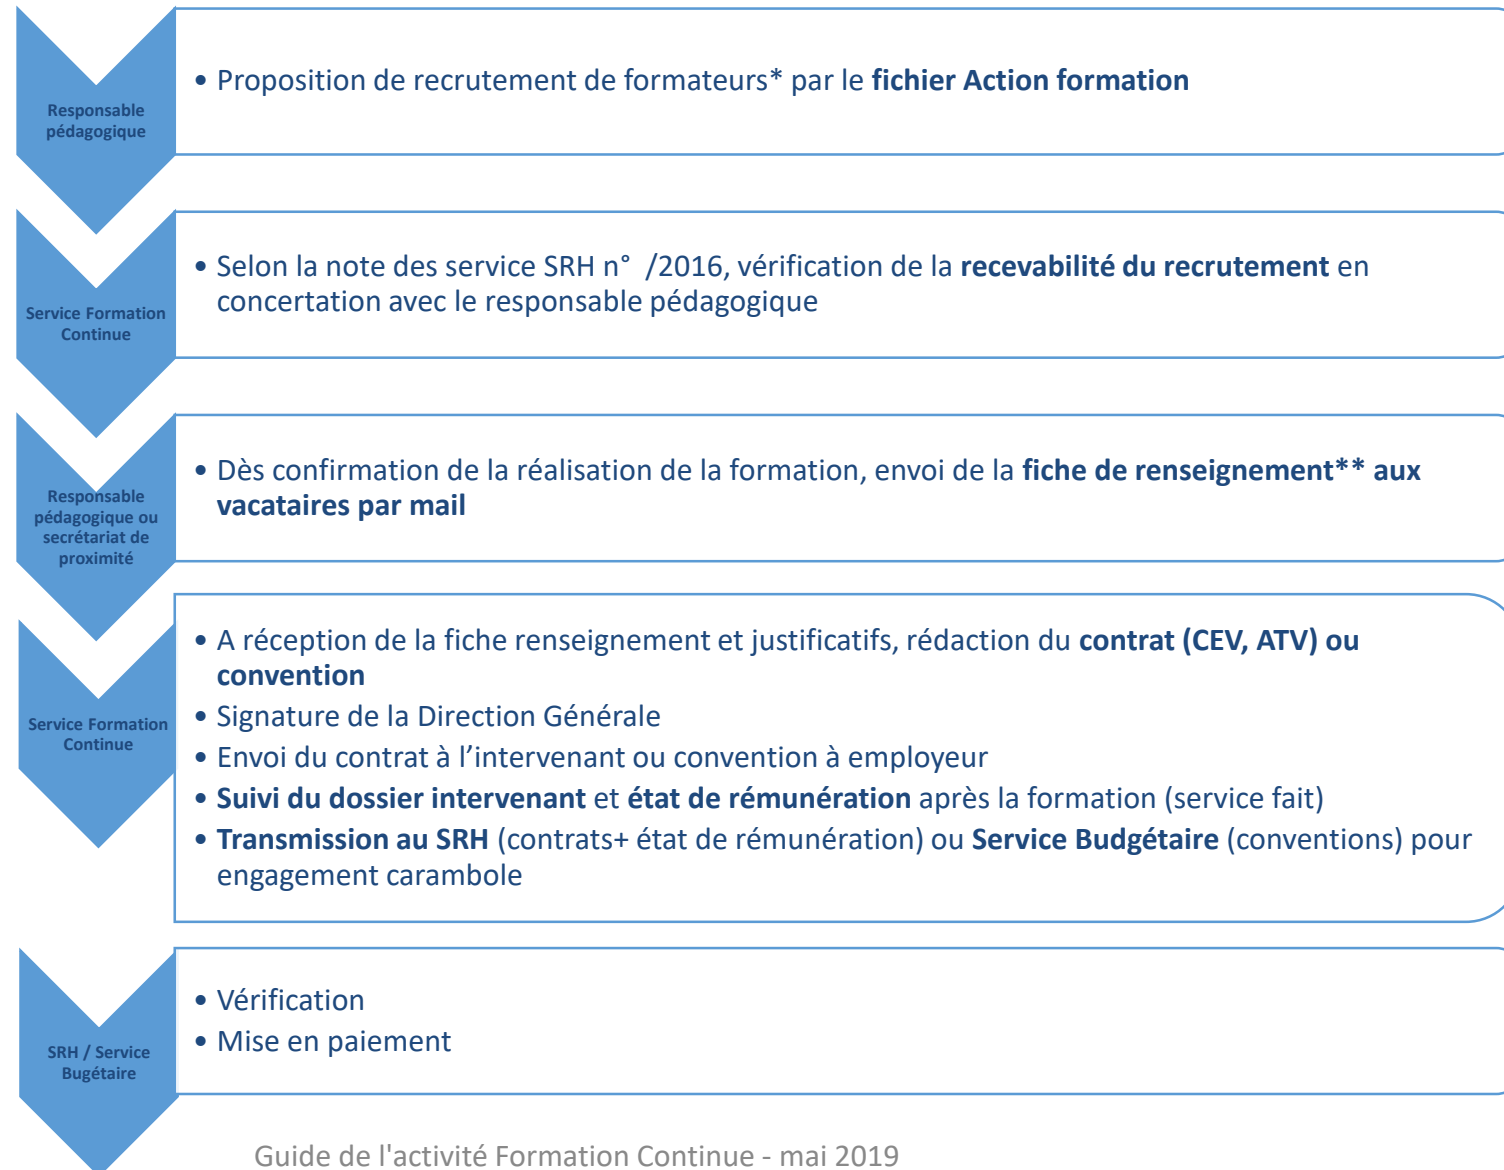 Responsable
pédagogique
• Proposition de recrutement de formateurs* par le fichier Action formation
Service Formation
Continue
• Selon la note des service SRH n° /2016, vérification de la recevabilité du recrutement en
concertation avec le responsable pédagogique
Responsable
pédagogique ou
secrétariat de
proximité
• Dès confirmation de la réalisation de la formation, envoi de la fiche de renseignement** aux
vacataires par mail
Service Formation
Continue
• A réception de la fiche renseignement et justificatifs, rédaction du contrat (CEV, ATV) ou
convention
• Signature de la Direction Générale
• Envoi du contrat à l’intervenant ou convention à employeur
• Suivi du dossier intervenant et état de rémunération après la formation (service fait)
• Transmission au SRH (contrats+ état de rémunération) ou Service Budgétaire (conventions) pour
engagement carambole
SRH / Service
Bugétaire
• Vérification
• Mise en paiement
Guide de l'activité Formation Continue - mai 2019